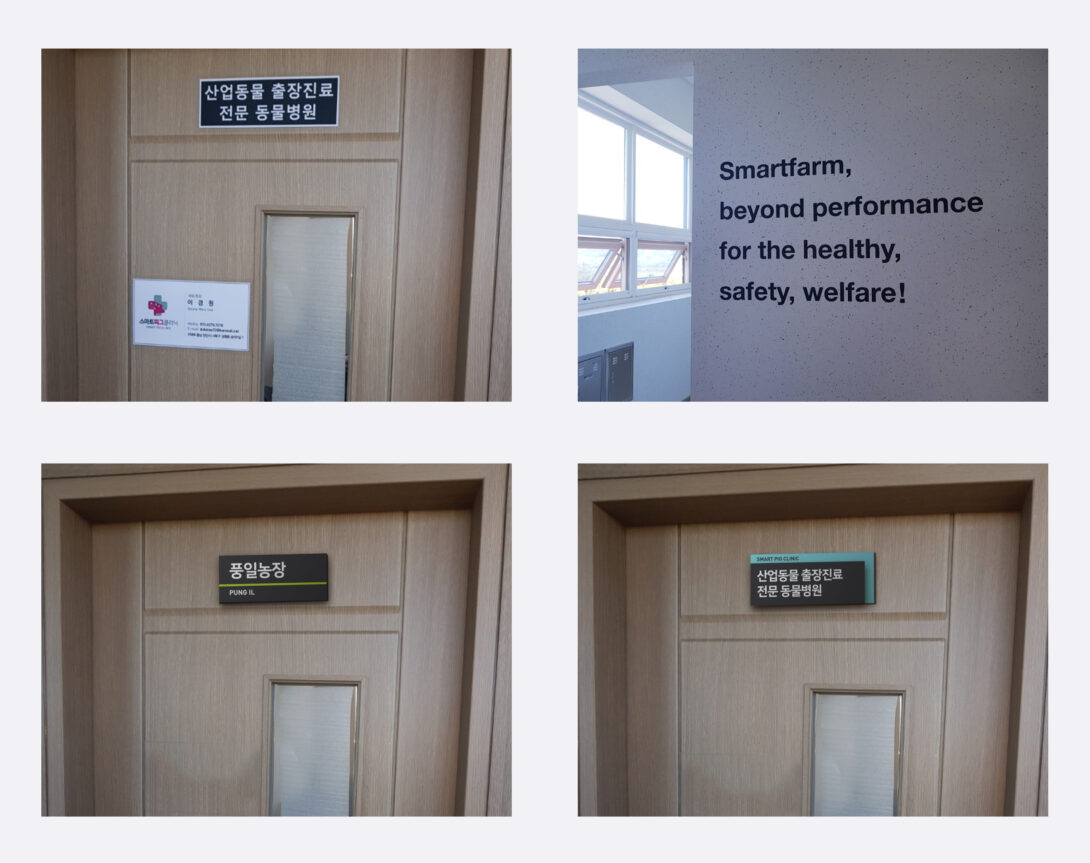 산업동물 출장진료
전문 동물병원
이 경 원
스마트피그클리닉
Smartfarm,
beyond performance
for the healthy,
safety, welfare!
풍일농장
PUNG IL
SMART PIG CLINIC
산업동물 출장진료
전문 동물병원